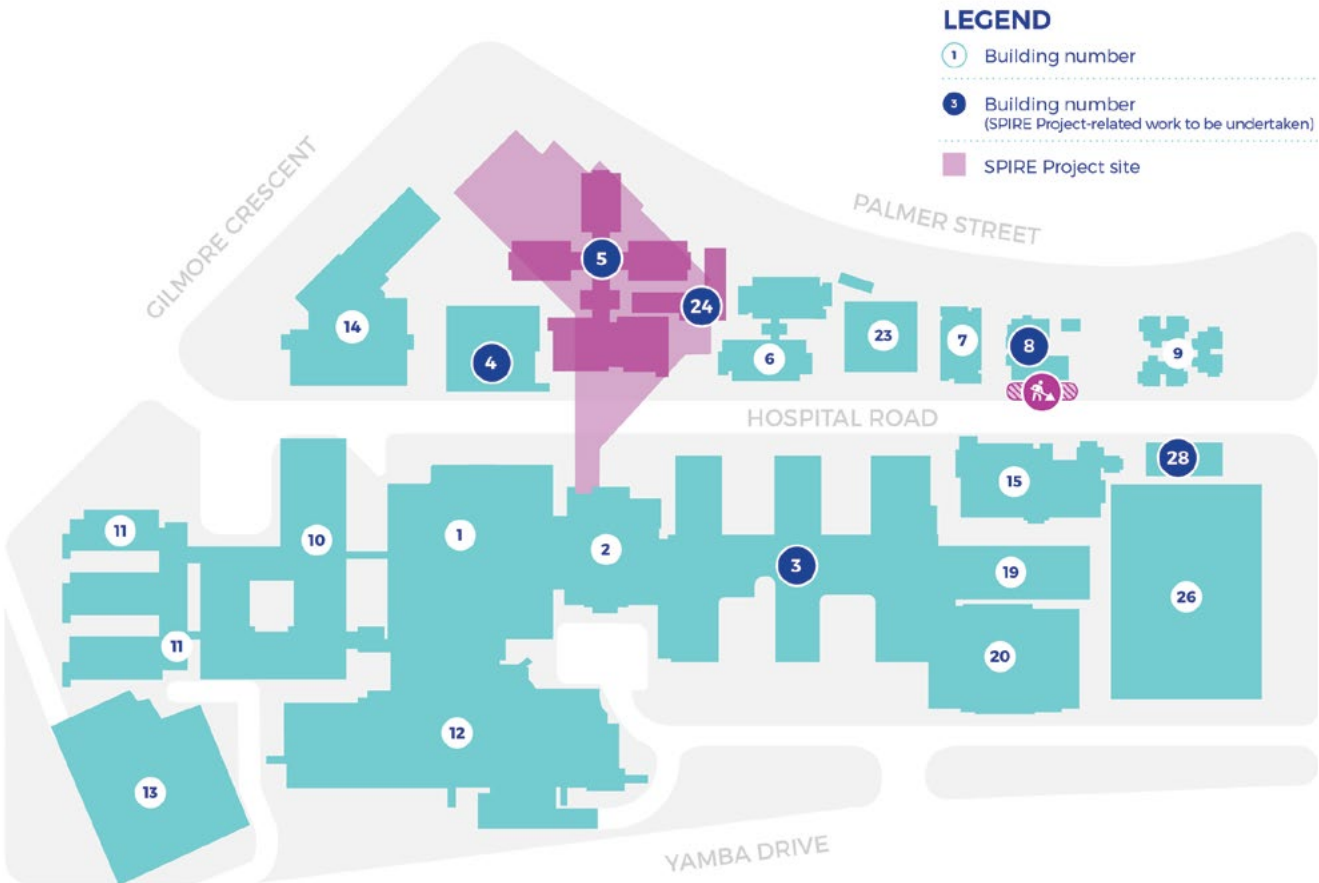 LEGEND
1 Building number
3 Building number
(SPIRE Project-related work to be undertaken)
SPIRE Project site
GILMORE CRESCENT
PALMER STREET
5
24
14
4
6
23
7
8
9
HOSPITAL ROAD
28
15
11
10
1
2
3
19
26
11
20
12
13
YAMBA DRIVE